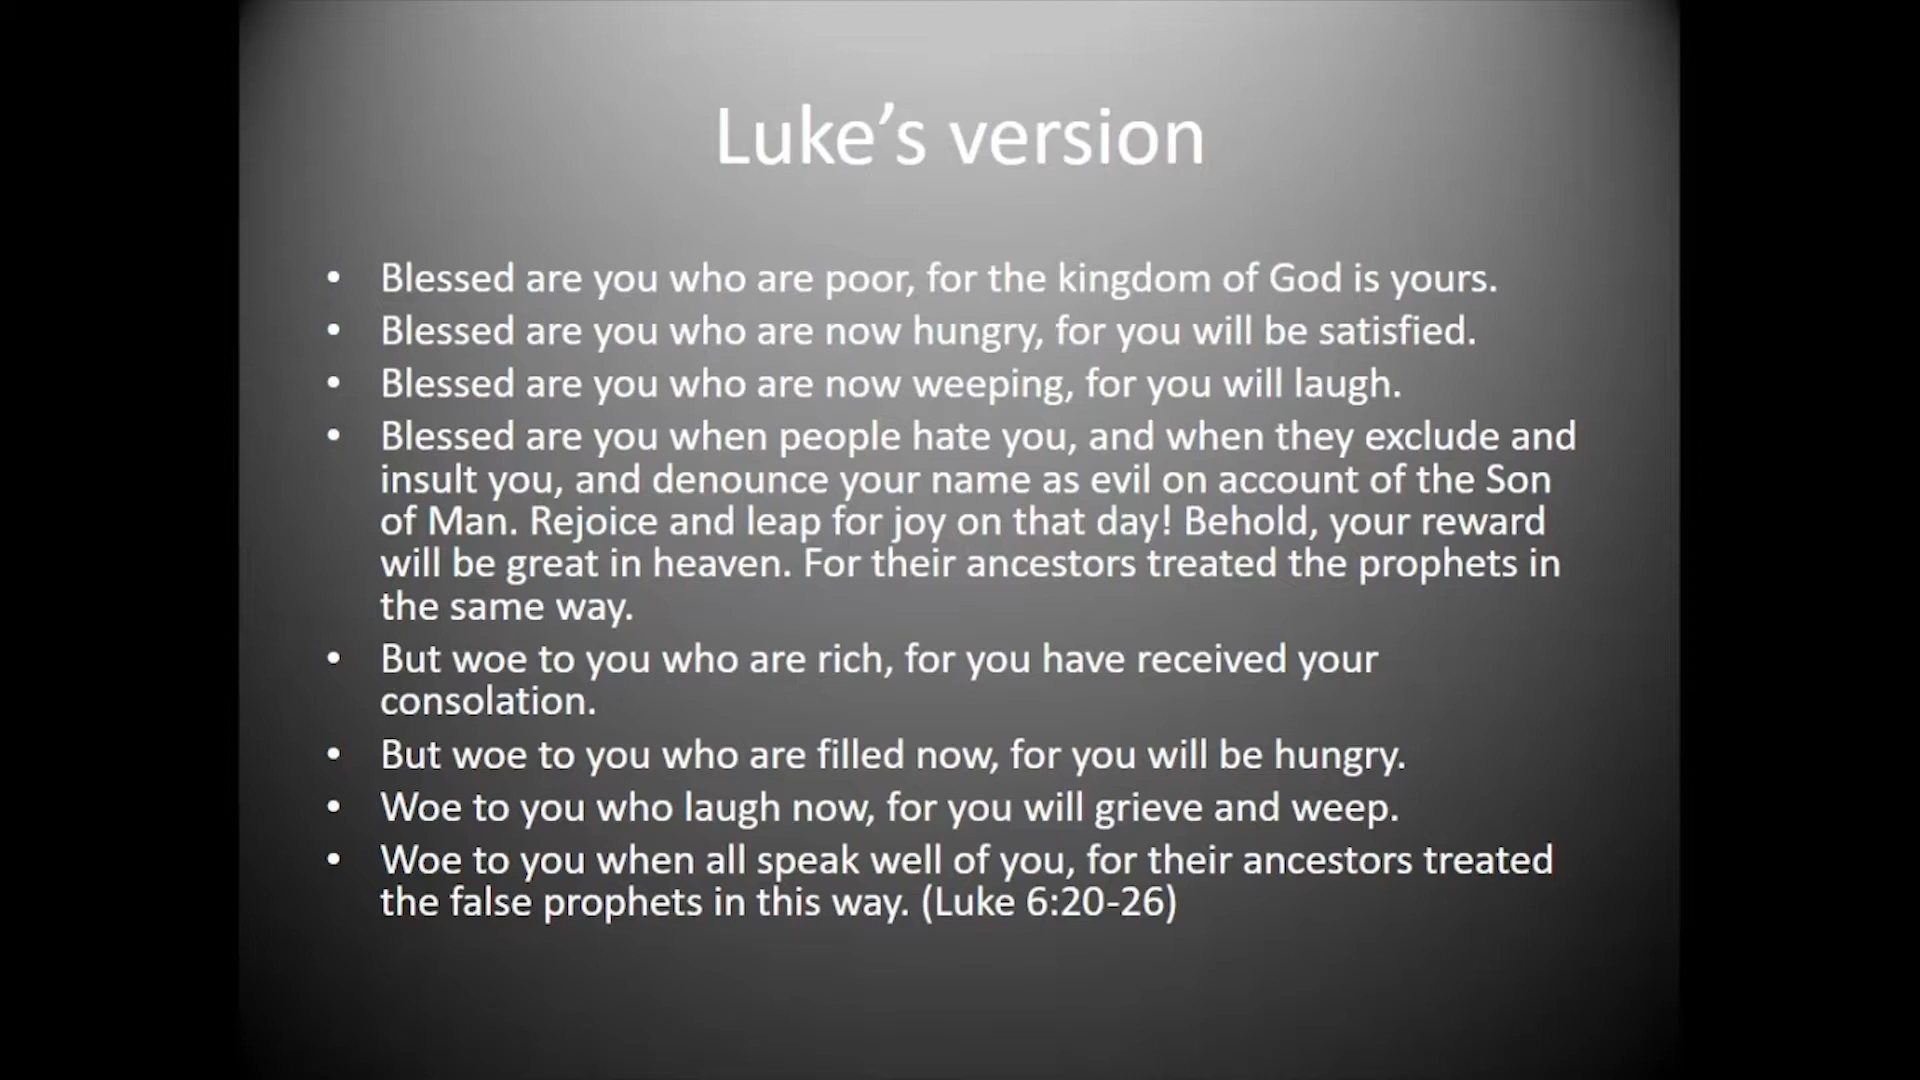 Luke’s version
• Blessed are you who are poor, for the kingdom of God is yours.
• Blessed are you who are now hungry, for you will be satisfied.
• Blessed are you who are now weeping, for you will laugh.
• Blessed are you when people hate you, and when they exclude and
insult you, and denounce your name as evil on account of the Son
of Man. Rejoice and leap for joy on that day! Behold, your reward
will be great in heaven. For their ancestors treated the prophets in
the same way.
• But woe to you who are rich, for you have received your
consolation.
• But woe to you who are filled now, for you will be hungry.
• Woe to you who laugh now, for you will grieve and weep.
• Woe to you when all speak well of you, for their ancestors treated
the false prophets in this way. (Luke 6:20-26)